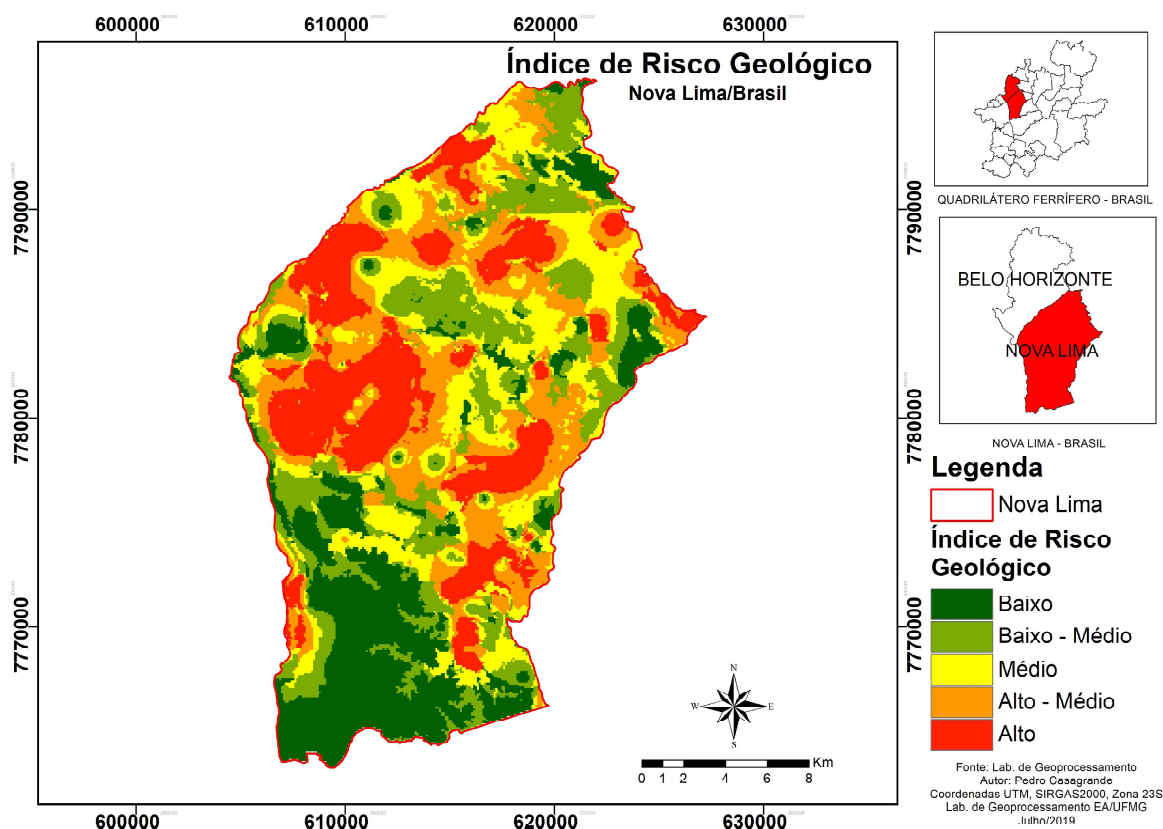 600000 610000 620000 630000
Índice de Risco Geológico
Nova Lima/Brasil
7790000
7780000
7770000
7790000
7780000
7770000
N
W E
S
Km
0 1 2 4 6 8
600000 610000 620000 630000
QUADRILÁTERO FERRÍFERO - BRASIL
BELO HORIZONTE
NOVA LIMA
NOVA LIMA - BRASIL
Legenda
Nova Lima
Índice de Risco
Geológico
Baixo
Baixo - Médio
Médio
Alto - Médio
Alto
Fonte: Lab. de Geoprocessamento
Autor: Pedro Casagrande
Coordenadas UTM, SIRGAS2000, Zona 23S
Lab. de Geoprocessamento EA/UFMG
Julho/2019